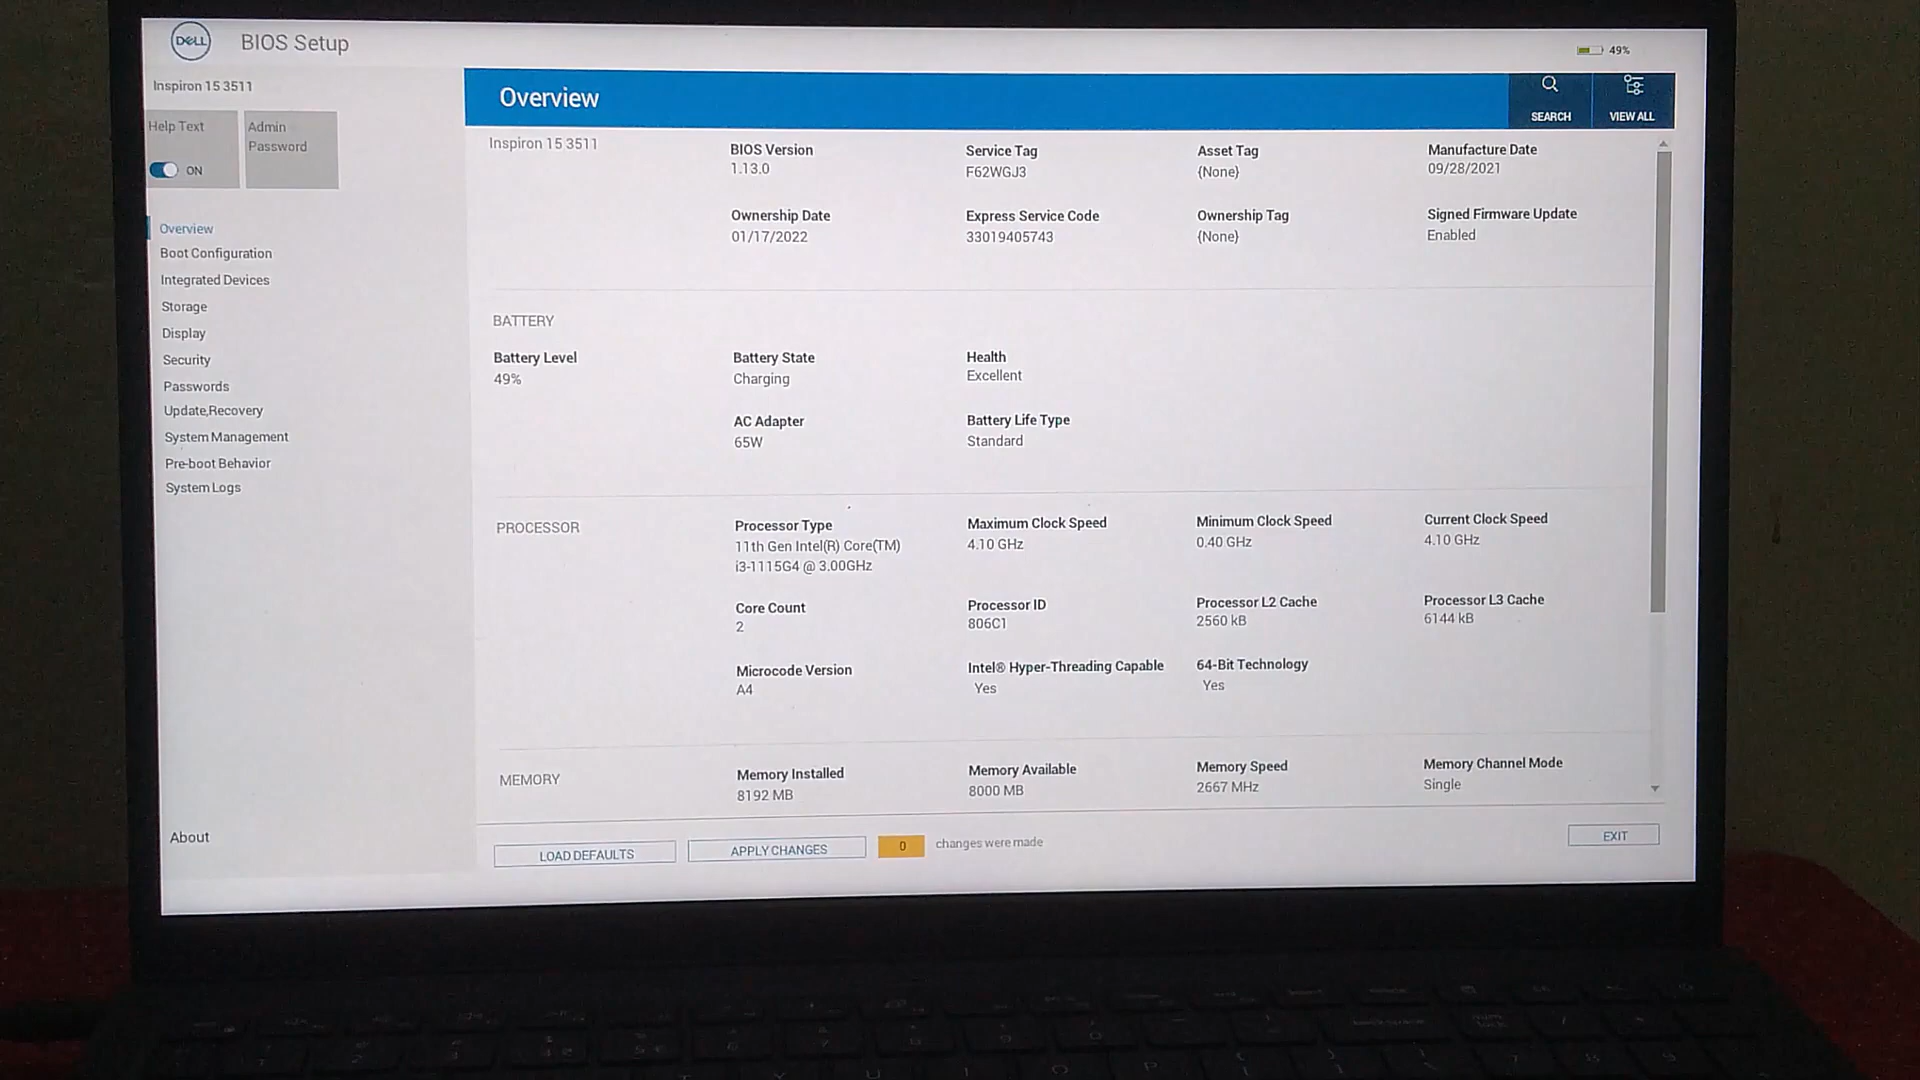 DELL
BIOS Setup
49%
Inspiron 15 3511
Help Text
ON
Admin
Password
Overview
Boot Configuration
Integrated Devices
Storage
Display
Security
Passwords
Update,Recovery
System Management
Pre-boot Behavior
System Logs
About
Overview
SEARCH
VIEW ALL
Inspiron 15 3511
BIOS Version
1.13.0
Service Tag
F62WGJ3
Asset Tag
{None}
Manufacture Date
09/28/2021
Ownership Date
01/17/2022
Express Service Code
33019405743
Ownership Tag
{None}
Signed Firmware Update
Enabled
BATTERY
Battery Level
49%
Battery State
Charging
Health
Excellent
AC Adapter
65W
Battery Life Type
Standard
PROCESSOR
Processor Type
11th Gen Intel(R) Core(TM)
i3-1115G4 @ 3.00GHz
Maximum Clock Speed
4.10 GHz
Minimum Clock Speed
0.40 GHz
Current Clock Speed
4.10 GHz
Core Count
2
Processor ID
806C1
Processor L2 Cache
2560 kB
Processor L3 Cache
6144 kB
Microcode Version
A4
Intel® Hyper-Threading Capable
Yes
64-Bit Technology
Yes
MEMORY
Memory Installed
8192 MB
Memory Available
8000 MB
Memory Speed
2667 MHz
Memory Channel Mode
Single
LOAD DEFAULTS
APPLY CHANGES
0
changes were made
EXIT